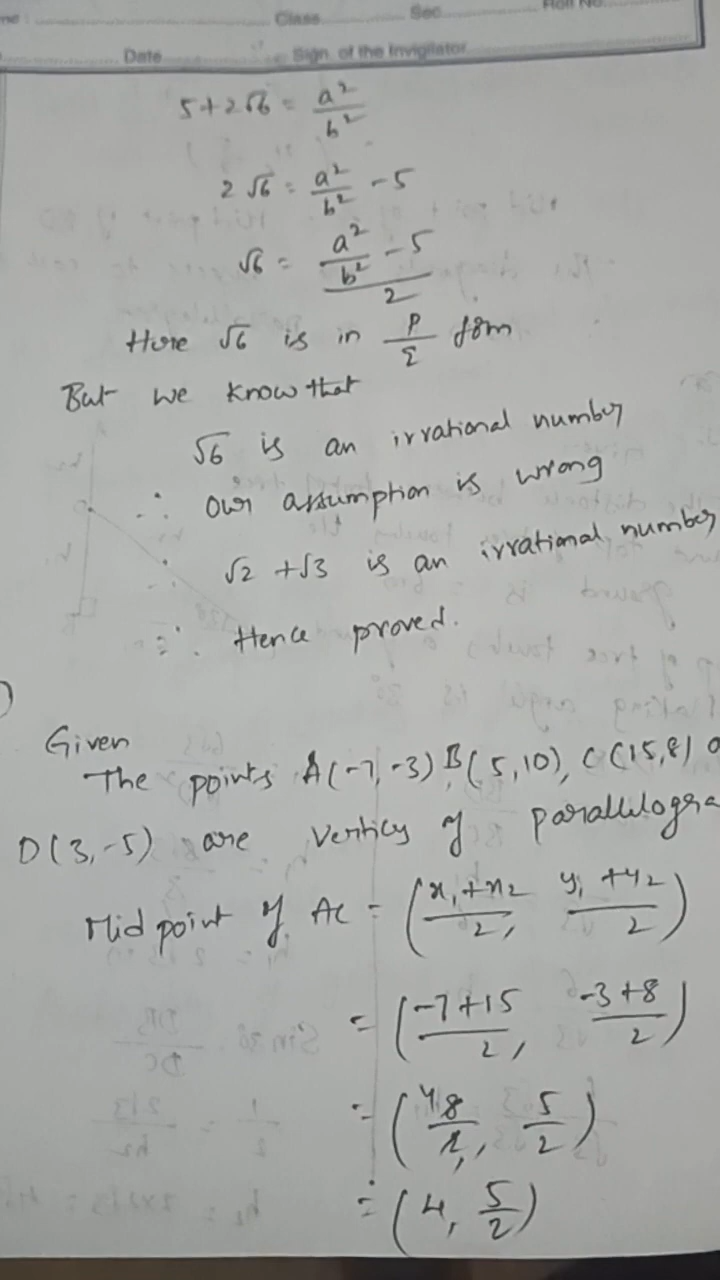 Class Sec Roll No.
Date Sign. of the Invigilator
5+2√6 = a²/b²
2√6 = a²/b² - 5
√6 = (a²/b² - 5)/2
Here √6 is in P/q form
But we know that
√6 is an irrational number
∴ our assumption is wrong
∴ √2 + √3 is an irrational number
∴ Hence proved.
Given
The points A(-7,-3) B(5,10), C(15,8)
D(3,-5) are verticy of parallelogra
Mid point of AC = (x₁+x₂/2, y₁+y₂/2)
= (-7+15/2, -3+8/2)
= (8/2, 5/2)
= (4, 5/2)